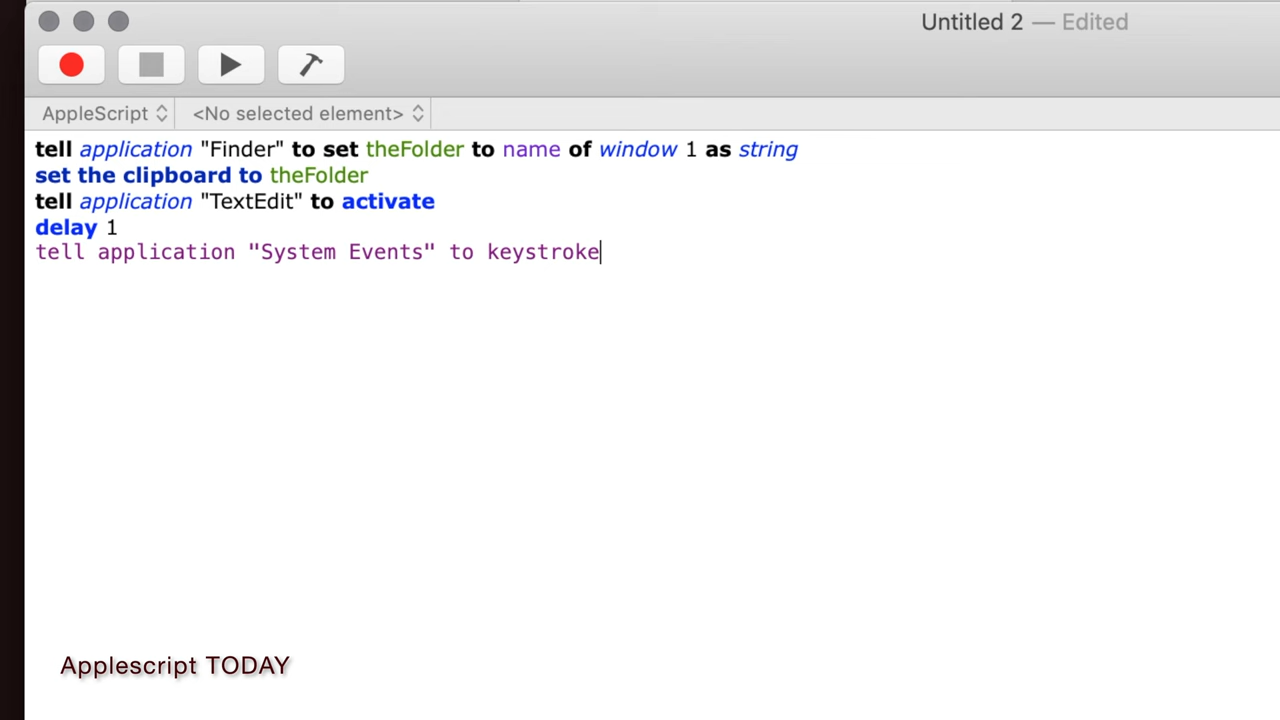 Untitled 2 — Edited
AppleScript <No selected element>
tell application "Finder" to set theFolder to name of window 1 as string
set the clipboard to theFolder
tell application "TextEdit" to activate
delay 1
tell application "System Events" to keystroke
Applescript TODAY